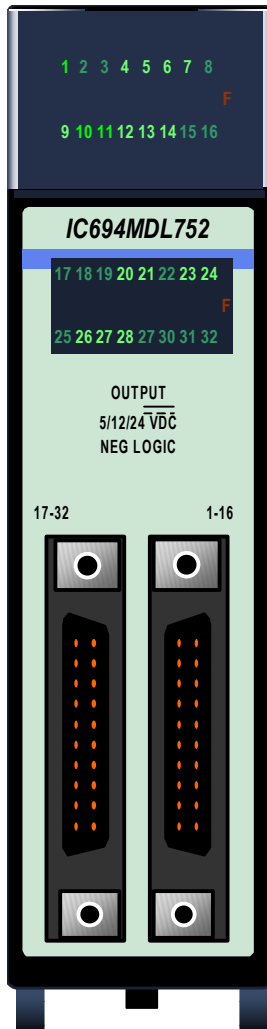 1 2 3 4 5 6 7 8
F
9 10 11 12 13 14 15 16
IC694MDL752
17 18 19 20 21 22 23 24
F
25 26 27 28 27 30 31 32
OUTPUT
5/12/24 VDC
NEG LOGIC
17-32 1-16